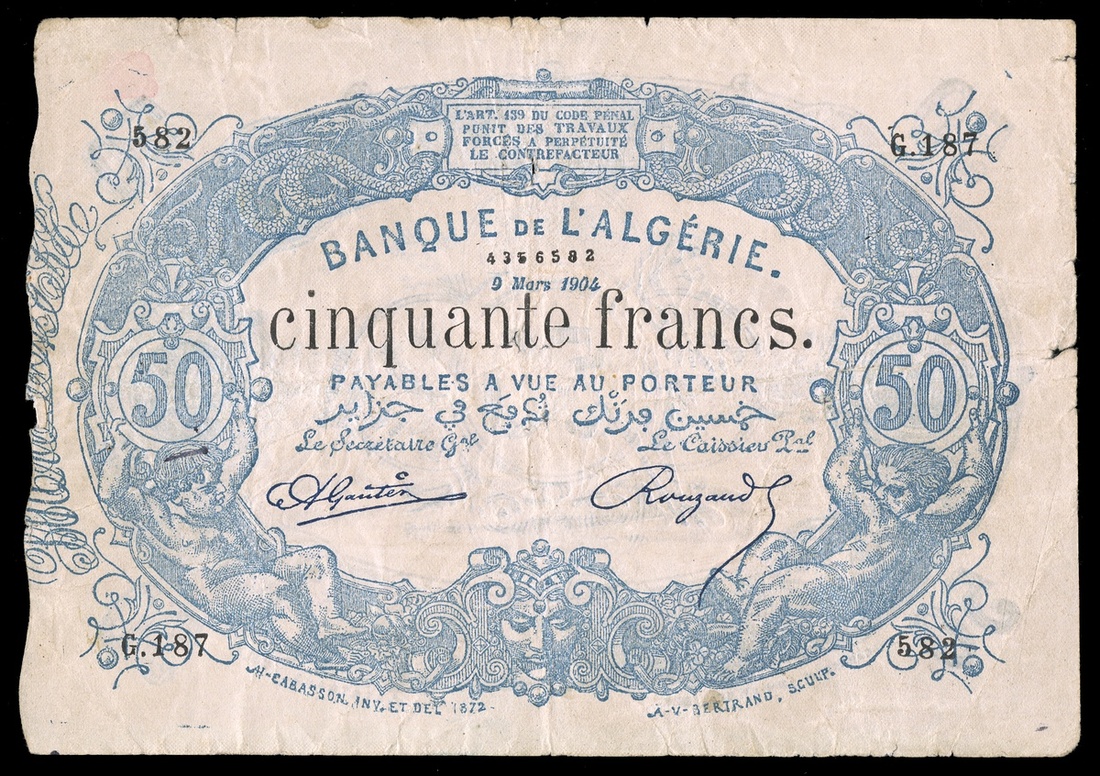 L'ART. 139 DU CODE PÉNAL
PUNIT DES TRAVAUX
FORCÉS A PERPÉTUITÉ
LE CONTREFACTEUR
582
G.187
BANQUE DE L'ALGÉRIE.
4356582
9 Mars 1904
cinquante francs.
50
50
PAYABLES A VUE AU PORTEUR
خمسين فرنك تدفع في جزاير
Le Secrétaire Gal
Le Caissier Pal
Rouzaud
G.187
582
H-CABASSON, INV. ET DEL. 1872
A-V-BERTRAND, SCULP.